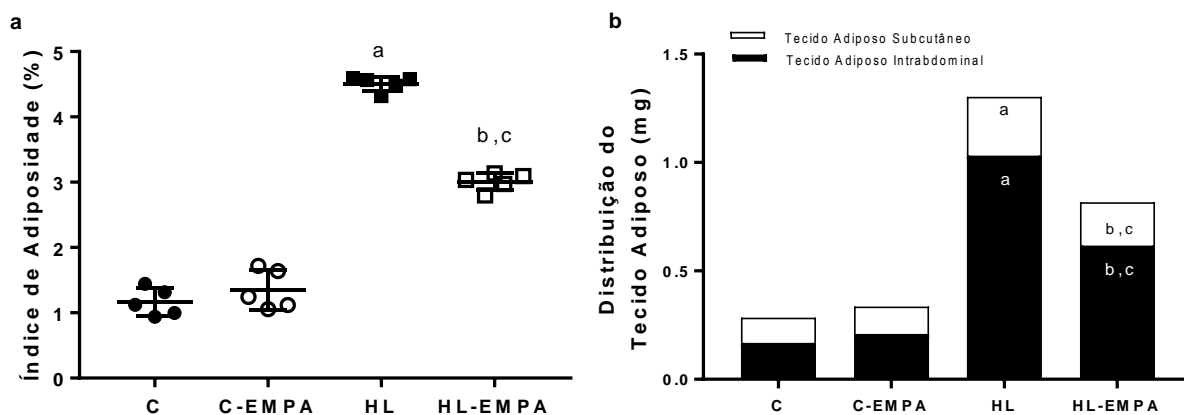 a
Índice de Adiposidade (%)
5
4
3
2
1
0
a
b,c
C
C-EMPA
HL
HL-EMPA
b
Tecido Adiposo Subcutâneo
Tecido Adiposo Intrabdominal
Distribuição do
Tecido Adiposo (mg)
1.5
1.0
0.5
0.0
a
a
b,c
b,c
C
C-EMPA
HL
HL-EMPA